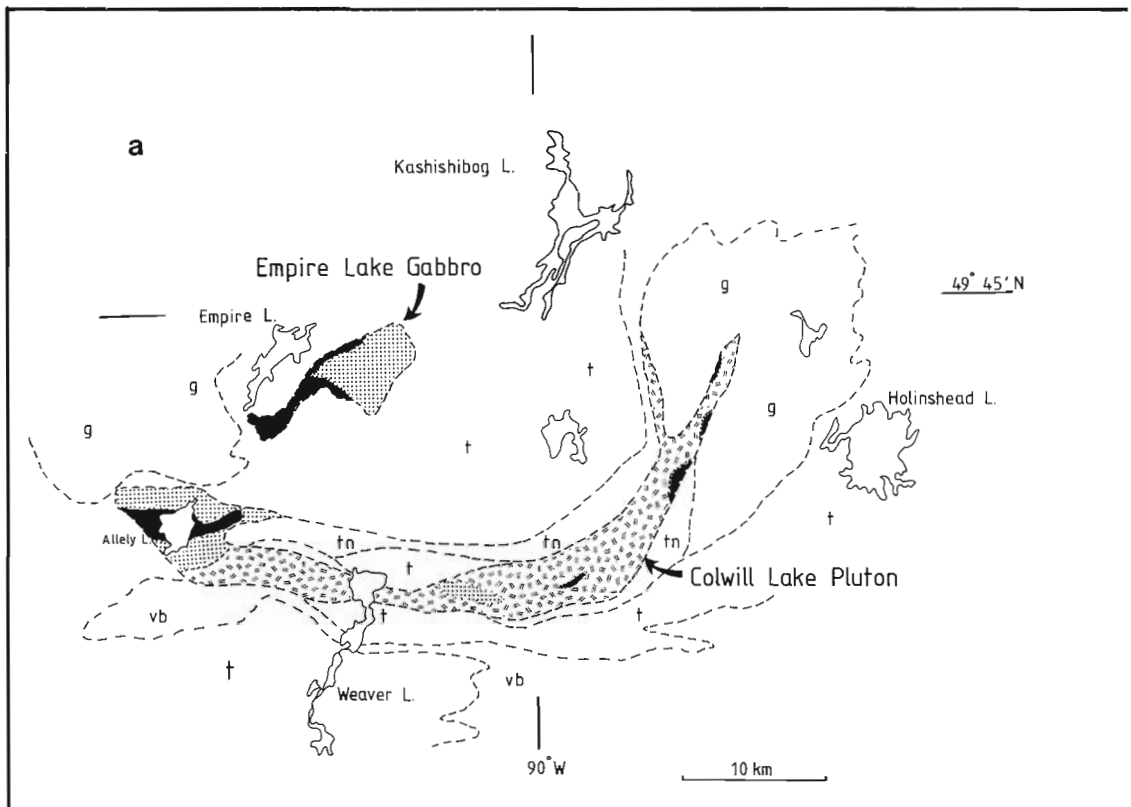 a
Kashishibog L.
Empire Lake Gabbro
g
49° 45' N
Empire L.
t
g
g
Holinshead L.
g
t
t
Allely L.
tn
tn
tn
t
Colwill Lake Pluton
vb
t
t
t
vb
Weaver L.
90°W
10 km